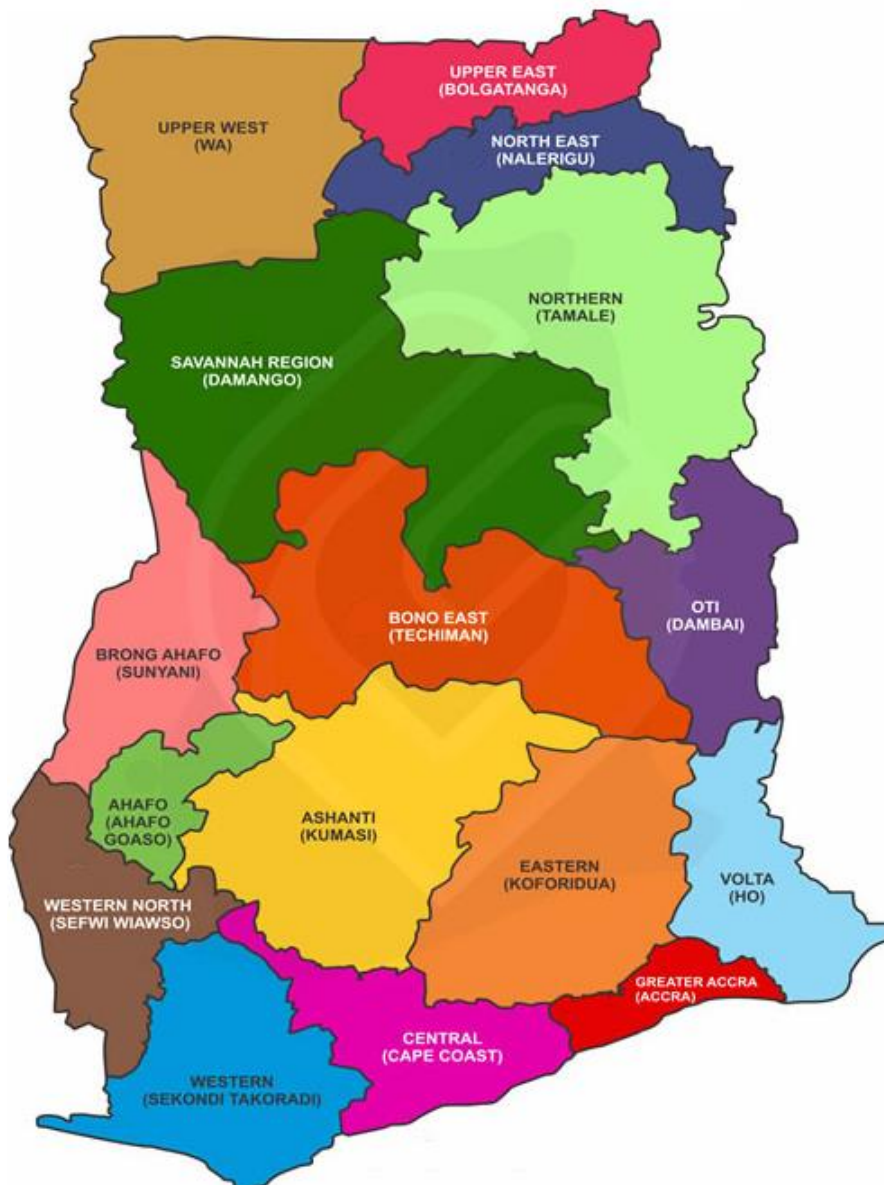 UPPER EAST
(BOLGATANGA)
UPPER WEST
(WA)
NORTH EAST
(NALERIGU)
NORTHERN
(TAMALE)
SAVANNAH REGION
(DAMANGO)
OTI
(DAMBAI)
BONO EAST
(TECHIMAN)
BRONG AHAFO
(SUNYANI)
AHAFO
(AHAFO
GOASO)
ASHANTI
(KUMASI)
EASTERN
(KOFORIDUA)
VOLTA
(HO)
WESTERN NORTH
(SEFWI WIAWSO)
GREATER ACCRA
(ACCRA)
CENTRAL
(CAPE COAST)
WESTERN
(SEKONDI TAKORADI)